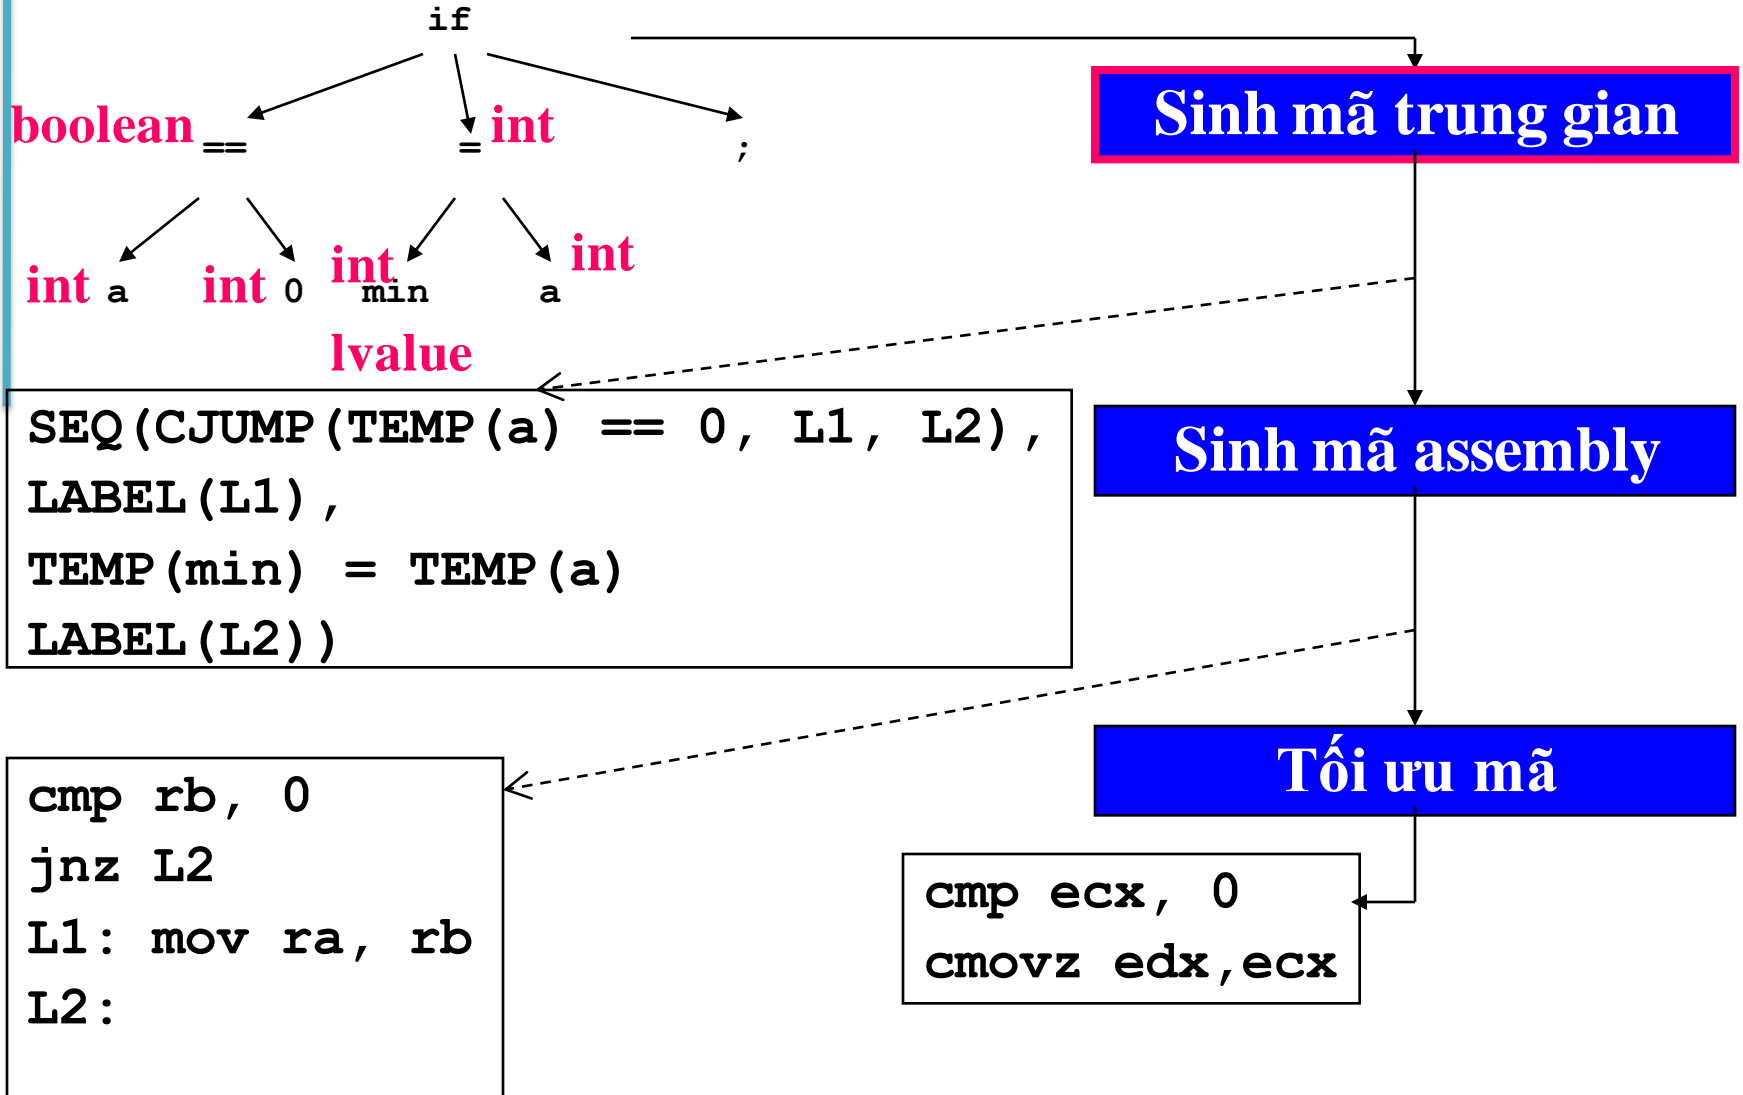 if
Sinh mã trung gian
boolean == = int ;
int a int 0 int min a int
lvalue
SEQ(CJUMP(TEMP(a) == 0, L1, L2),
LABEL(L1),
TEMP(min) = TEMP(a)
LABEL(L2))
Sinh mã assembly
Tối ưu mã
cmp rb, 0
jnz L2
L1: mov ra, rb
L2:
cmp ecx, 0
cmovz edx,ecx